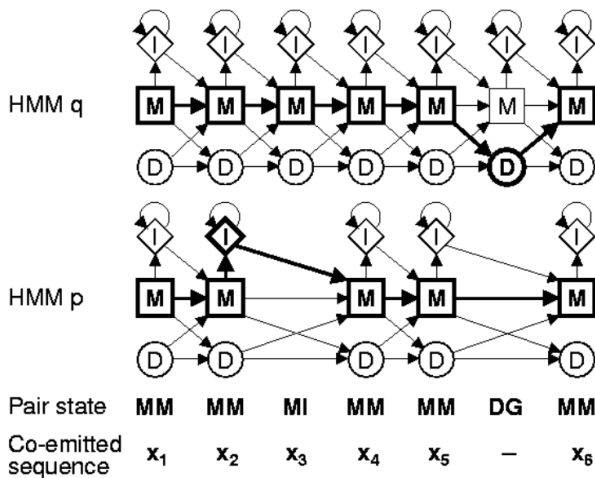 I I I I I I I
HMM q M M M M M M M
D D D D D D D
I I I I I
HMM p M M M M M
D D D D D
Pair state MM MM MI MM MM DG MM
Co-emitted
sequence x1 x2 x3 x4 x5 – x6